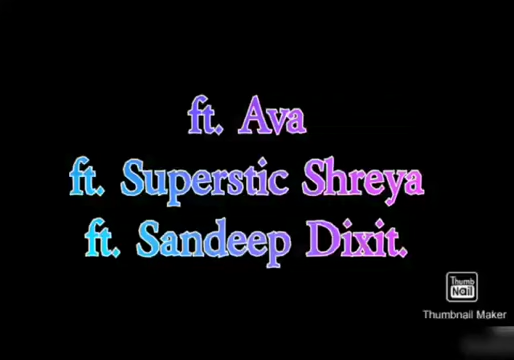 ft. Ava
ft. Superstic Shreya
ft. Sandeep Dixit.
Thumb
Nail
Thumbnail Maker